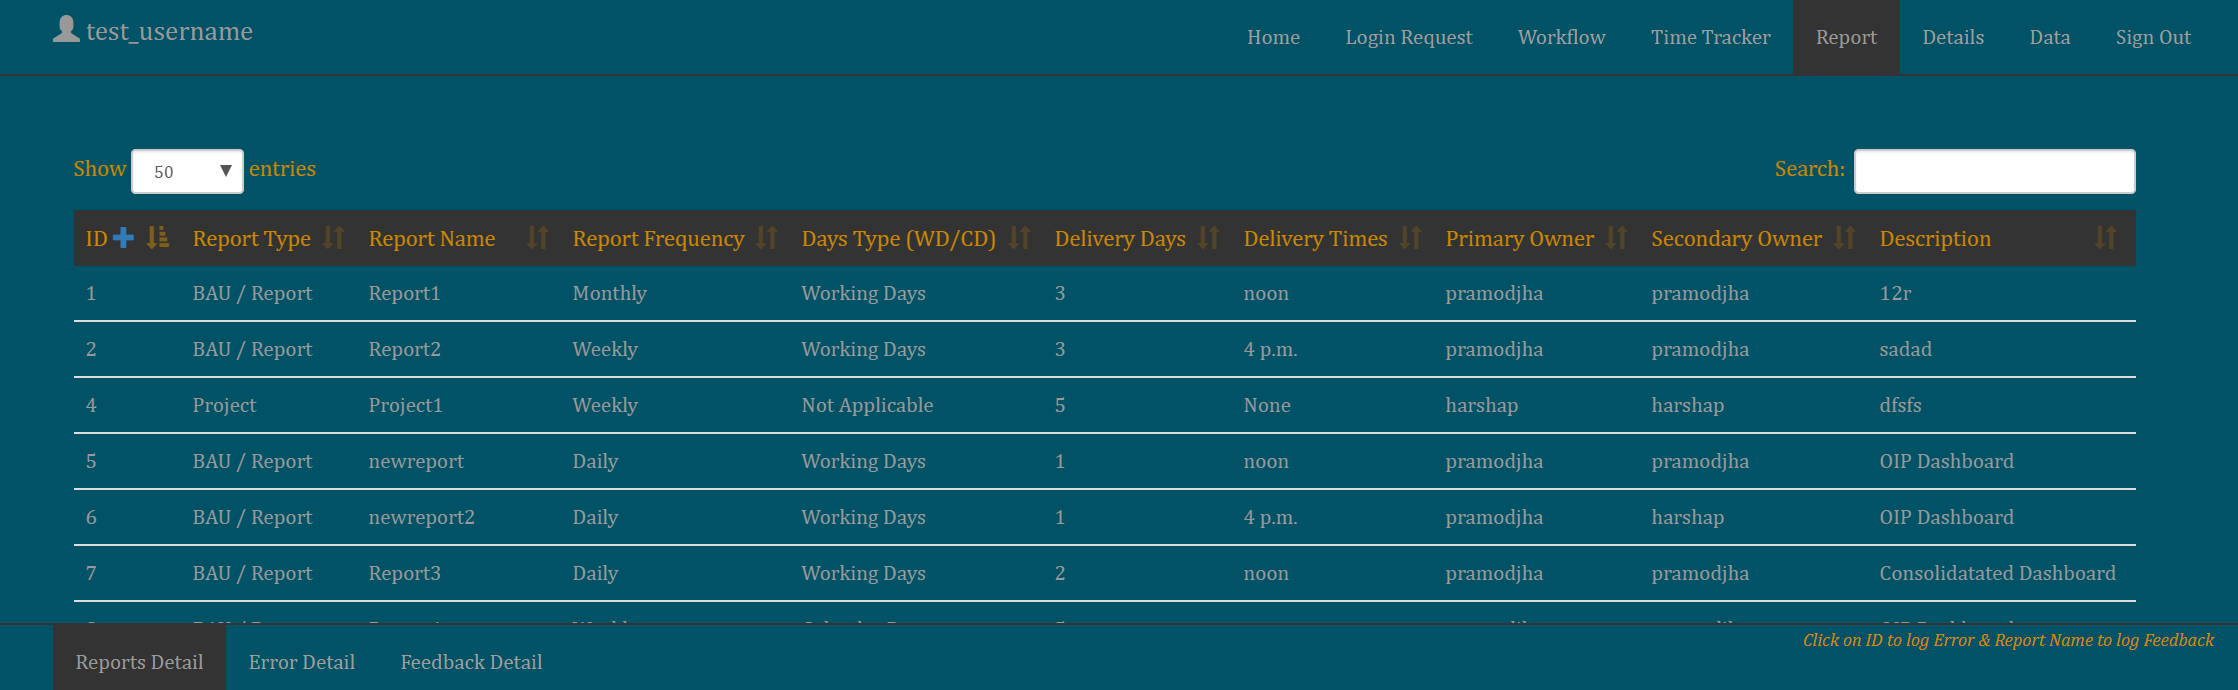 test_username Home Login Request Workflow Time Tracker Report Details Data Sign Out
Show 50 entries Search:
ID Report Type Report Name Report Frequency Days Type (WD/CD) Delivery Days Delivery Times Primary Owner Secondary Owner Description
1 BAU / Report Report1 Monthly Working Days 3 noon pramodjha pramodjha 12r
2 BAU / Report Report2 Weekly Working Days 3 4 p.m. pramodjha pramodjha sadad
4 Project Project1 Weekly Not Applicable 5 None harshap harshap dfsfs
5 BAU / Report newreport Daily Working Days 1 noon pramodjha pramodjha OIP Dashboard
6 BAU / Report newreport2 Daily Working Days 1 4 p.m. pramodjha harshap OIP Dashboard
7 BAU / Report Report3 Daily Working Days 2 noon pramodjha pramodjha Consolidatated Dashboard
Click on ID to log Error & Report Name to log Feedback
Reports Detail Error Detail Feedback Detail